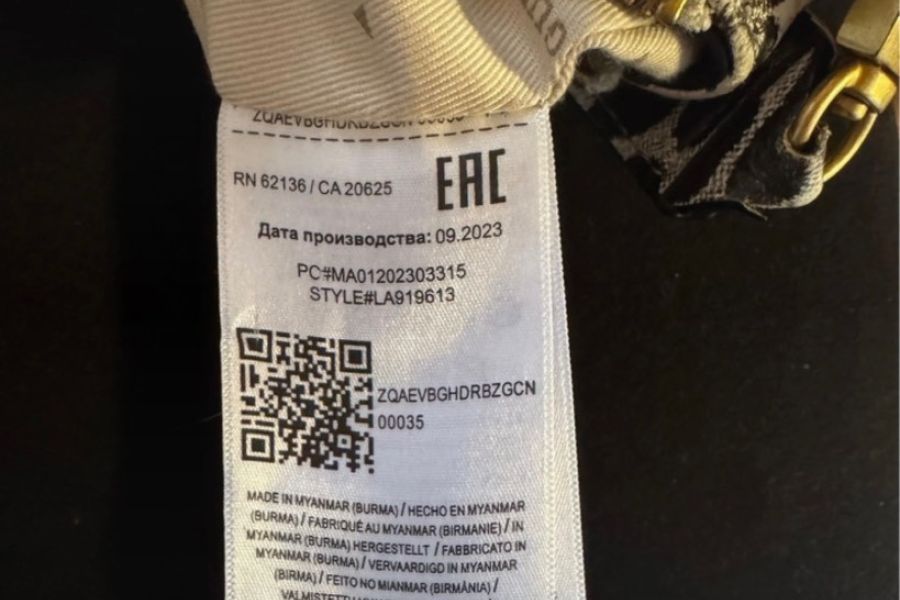 GU
ZQAEVBGHDRBZGCN
RN 62136 / CA 20625
EAC
Дата производства: 09.2023
PC#MA01202303315
STYLE#LA919613
ZQAEVBGHDRBZGCN
00035
MADE IN MYANMAR (BURMA) / HECHO EN MYANMAR
(BURMA) / FABRIQUÉ AU MYANMAR (BIRMANIE) / IN
MYANMAR (BURMA) HERGESTELLT / FABBRICATO IN
MYANMAR (BURMA) / VERVAARDIGD IN MYANMAR
(BIRMA) / FEITO NO MIANMAR (BIRMÂNIA) /